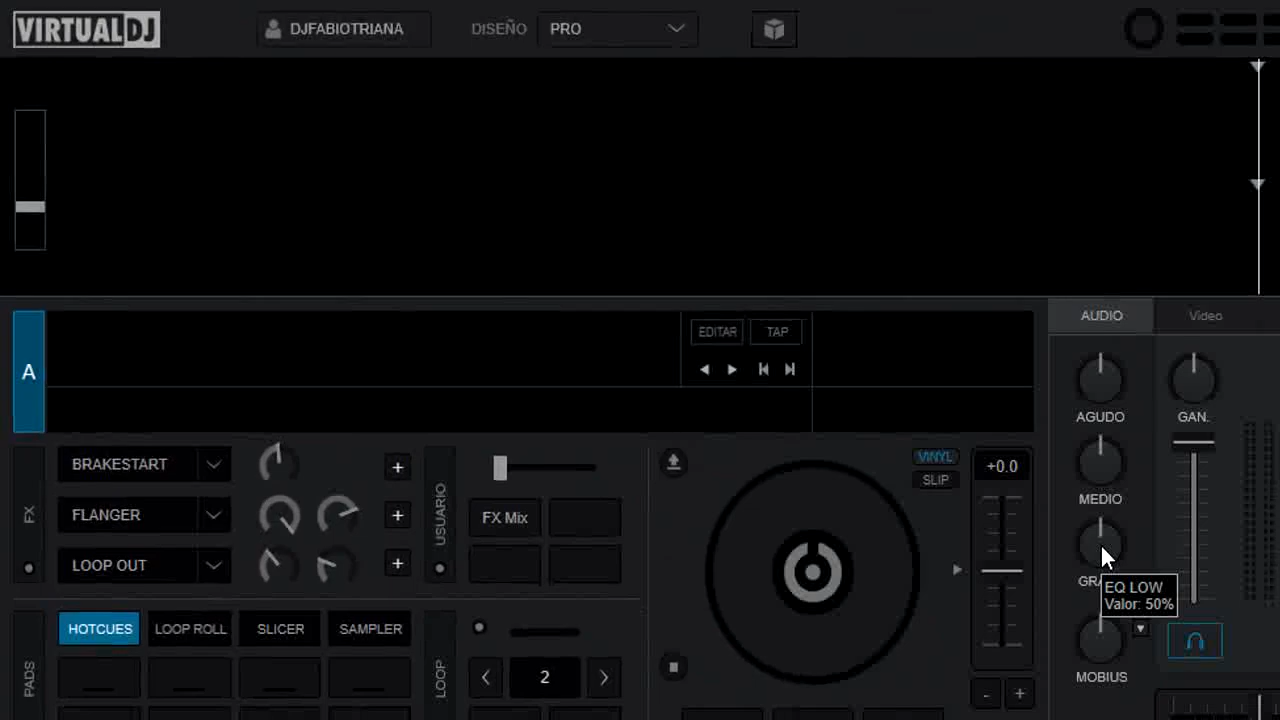 VIRTUALDJ
DJFABIOTRIANA
DISEÑO
PRO
A
EDITAR
TAP
AUDIO
Video
AGUDO
GAN.
MEDIO
EQ LOW
Valor: 50%
MOBIUS
FX
BRAKESTART
FLANGER
LOOP OUT
+
+
+
USUARIO
FX Mix
VINYL
SLIP
+0.0
PADS
HOTCUES
LOOP ROLL
SLICER
SAMPLER
LOOP
2
-
+